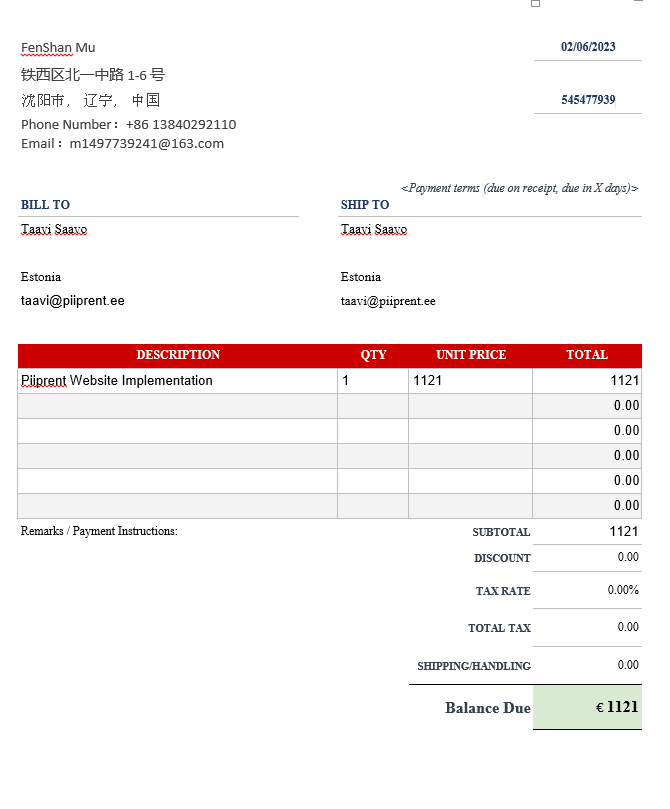 FenShan Mu
02/06/2023
铁西区北一中路 1-6 号
沈阳市， 辽宁， 中国
545477939
Phone Number：+86 13840292110
Email：m1497739241@163.com
<Payment terms (due on receipt, due in X days)>
BILL TO SHIP TO
Taavi Saavo Taavi Saavo
Estonia Estonia
taavi@piiprent.ee taavi@piiprent.ee
DESCRIPTION QTY UNIT PRICE TOTAL
Piiprent Website Implementation 1 1121 1121
0.00
0.00
0.00
0.00
0.00
Remarks / Payment Instructions: SUBTOTAL 1121
DISCOUNT 0.00
TAX RATE 0.00%
TOTAL TAX 0.00
SHIPPING/HANDLING 0.00
Balance Due € 1121